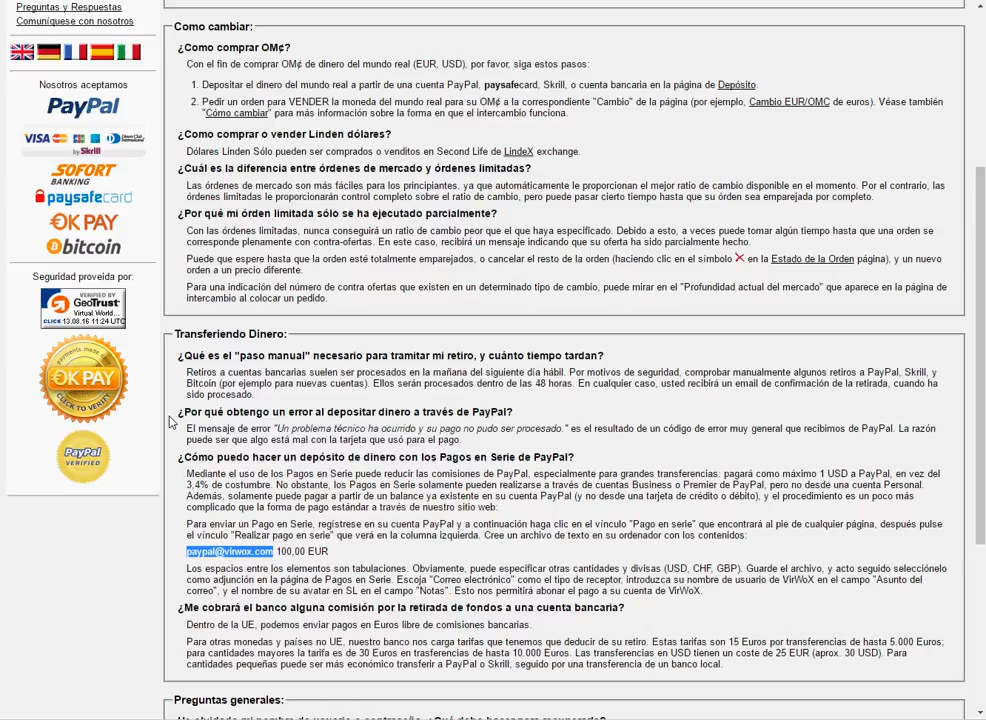 Preguntas y Respuestas
Comuníquese con nosotros
Nosotros aceptamos
PayPal
VISA
Diners Club International
by Skrill
SOFORT
BANKING
paysafecard
OKPAY
bitcoin
Seguridad proveida por:
VERIFIED BY
GeoTrust
Virtual World...
CLICK 13.08.16 11:24 UTC
payments made easy
OK PAY
CLICK TO VERIFY
PayPal
VERIFIED
Como cambiar:
¿Como comprar OM¢?
Con el fin de comprar OM¢ de dinero del mundo real (EUR, USD), por favor, siga estos pasos:
1. Depositar el dinero del mundo real a partir de una cuenta PayPal, paysafecard, Skrill, o cuenta bancaria en la página de Depósito.
2. Pedir un orden para VENDER la moneda del mundo real para su OM¢ a la correspondiente "Cambio" de la página (por ejemplo, Cambio EUR/OMC de euros). Véase también
"Cómo cambiar" para más información sobre la forma en que el intercambio funciona.
¿Como comprar o vender Linden dólares?
Dólares Linden Sólo pueden ser comprados o venditos en Second Life de LindeX exchange.
¿Cuál es la diferencia entre órdenes de mercado y órdenes limitadas?
Las órdenes de mercado son más fáciles para los principiantes, ya que automáticamente le proporcionan el mejor ratio de cambio disponible en el momento. Por el contrario, las
órdenes limitadas le proporcionarán control completo sobre el ratio de cambio, pero puede pasar cierto tiempo hasta que su órden sea emparejada por completo.
¿Por qué mi órden limitada sólo se ha ejecutado parcialmente?
Con las órdenes limitadas, nunca conseguirá un ratio de cambio peor que el que haya especificado. Debido a esto, a veces puede tomar algún tiempo hasta que una orden se
corresponde plenamente con contra-ofertas. En este caso, recibirá un mensaje indicando que su oferta ha sido parcialmente hecho.
Puede que espere hasta que la orden esté totalmente emparejados, o cancelar el resto de la orden (haciendo clic en el símbolo en la Estado de la Orden página), y un nuevo
orden a un precio diferente.
Para una indicación del número de contra ofertas que existen en un determinado tipo de cambio, puede mirar en el "Profundidad actual del mercado" que aparece en la página de
intercambio al colocar un pedido.
Transferiendo Dinero:
¿Qué es el "paso manual" necesario para tramitar mi retiro, y cuánto tiempo tardan?
Retiros a cuentas bancarias suelen ser procesados en la mañana del siguiente día hábil. Por motivos de seguridad, comprobar manualmente algunos retiros a PayPal, Skrill, y
Bitcoin (por ejemplo para nuevas cuentas). Ellos serán procesados dentro de las 48 horas. En cualquier caso, usted recibirá un email de confirmación de la retirada, cuando ha
sido procesado.
¿Por qué obtengo un error al depositar dinero a través de PayPal?
El mensaje de error "Un problema técnico ha ocurrido y su pago no pudo ser procesado." es el resultado de un código de error muy general que recibimos de PayPal. La razón
puede ser que algo está mal con la tarjeta que usó para el pago.
¿Cómo puedo hacer un depósito de dinero con los Pagos en Serie de PayPal?
Mediante el uso de los Pagos en Serie puede reducir las comisiones de PayPal, especialmente para grandes transferencias: pagará como máximo 1 USD a PayPal, en vez del
3,4% de costumbre. No obstante, los Pagos en Serie solamente pueden realizarse a través de cuentas Business o Premier de PayPal, pero no desde una cuenta Personal.
Además, solamente puede pagar a partir de un balance ya existente en su cuenta PayPal (y no desde una tarjeta de crédito o débito), y el procedimiento es un poco más
complicado que la forma de pago estándar a través de nuestro sitio web:
Para enviar un Pago en Serie, regístrese en su cuenta PayPal y a continuación haga clic en el vínculo "Pago en serie" que encontrará al pie de cualquier página, después pulse
el vínculo "Realizar pago en serie" que verá en la columna izquierda. Cree un archivo de texto en su ordenador con los contenidos:
paypal@virwox.com 100,00 EUR
Los espacios entre los elementos son tabulaciones. Obviamente, puede especificar otras cantidades y divisas (USD, CHF, GBP). Guarde el archivo, y acto seguido selecciónelo
como adjunción en la página de Pagos en Serie. Escoja "Correo electrónico" como el tipo de receptor, introduzca su nombre de usuario de VirWoX en el campo "Asunto del
correo", y el nombre de su avatar en SL en el campo "Notas". Esto nos permitirá abonar el pago a su cuenta de VirWoX.
¿Me cobrará el banco alguna comisión por la retirada de fondos a una cuenta bancaria?
Dentro de la UE, podemos enviar pagos en Euros libre de comisiones bancarias.
Para otras monedas y países no UE, nuestro banco nos carga tarifas que tenemos que deducir de su retiro. Estas tarifas son 15 Euros por transferencias de hasta 5.000 Euros;
para cantidades mayores la tarifa es de 30 Euros en trasferencias de hasta 10.000 Euros. Las transferencias en USD tienen un coste de 25 EUR (aprox. 30 USD). Para
cantidades pequeñas puede ser más económico transferir a PayPal o Skrill, seguido por una transferencia de un banco local.
Preguntas generales: